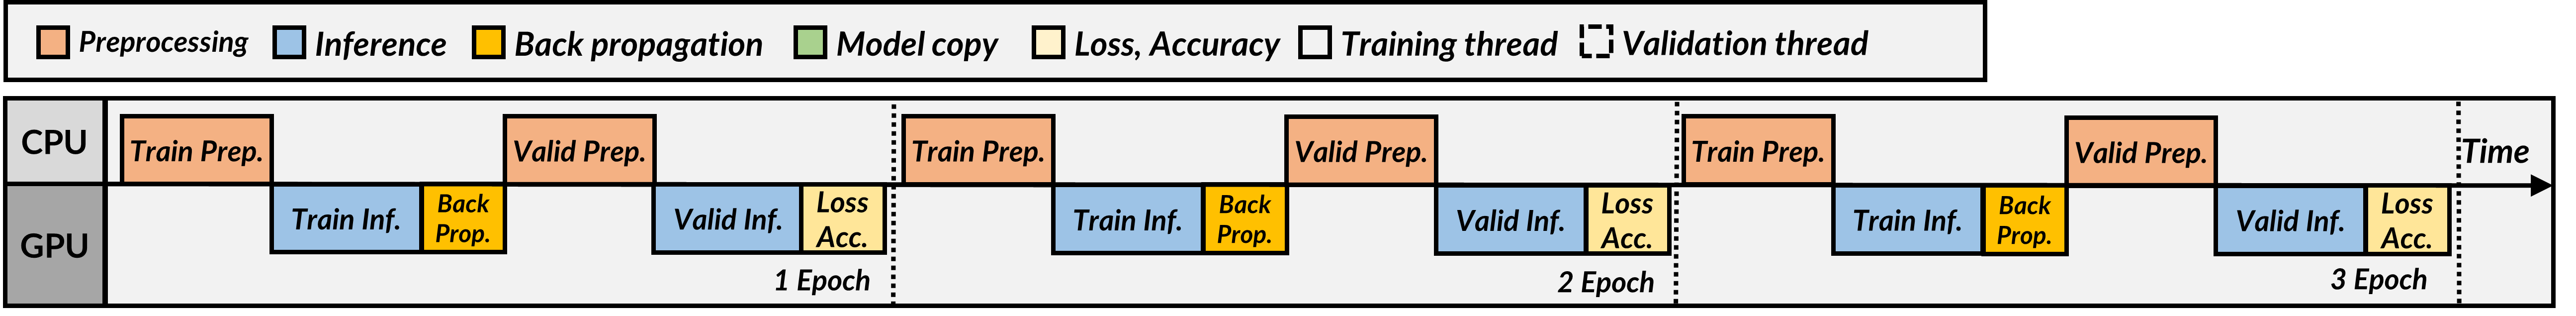 Preprocessing Inference Back propagation Model copy Loss, Accuracy Training thread Validation thread
CPU Train Prep. Valid Prep. Train Prep. Valid Prep. Train Prep. Valid Prep. Time
GPU Train Inf. Back Prop. Valid Inf. Loss Acc. Train Inf. Back Prop. Valid Inf. Loss Acc. Train Inf. Back Prop. Valid Inf. Loss Acc.
1 Epoch 2 Epoch 3 Epoch